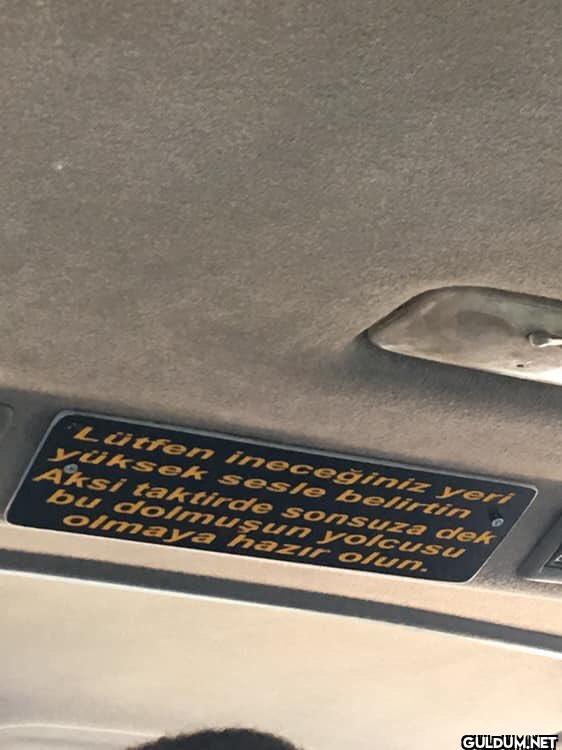 Lütfen ineceğiniz yeri
yüksek sesle belirtin
Aksi taktirde sonsuza dek
bu dolmuşun yolcusu
olmaya hazır olun.
GULDUM.NET